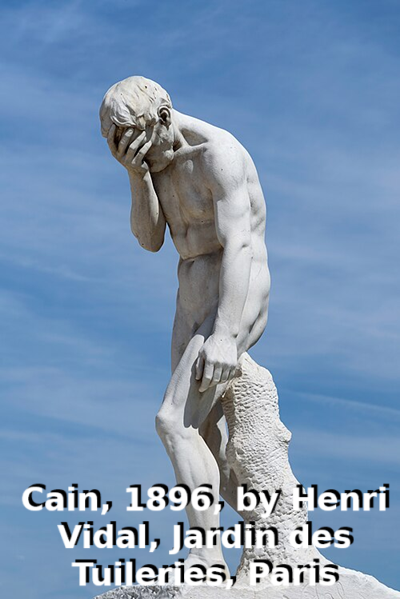 Cain, 1896, by Henri
Vidal, Jardin des
Tuileries, Paris